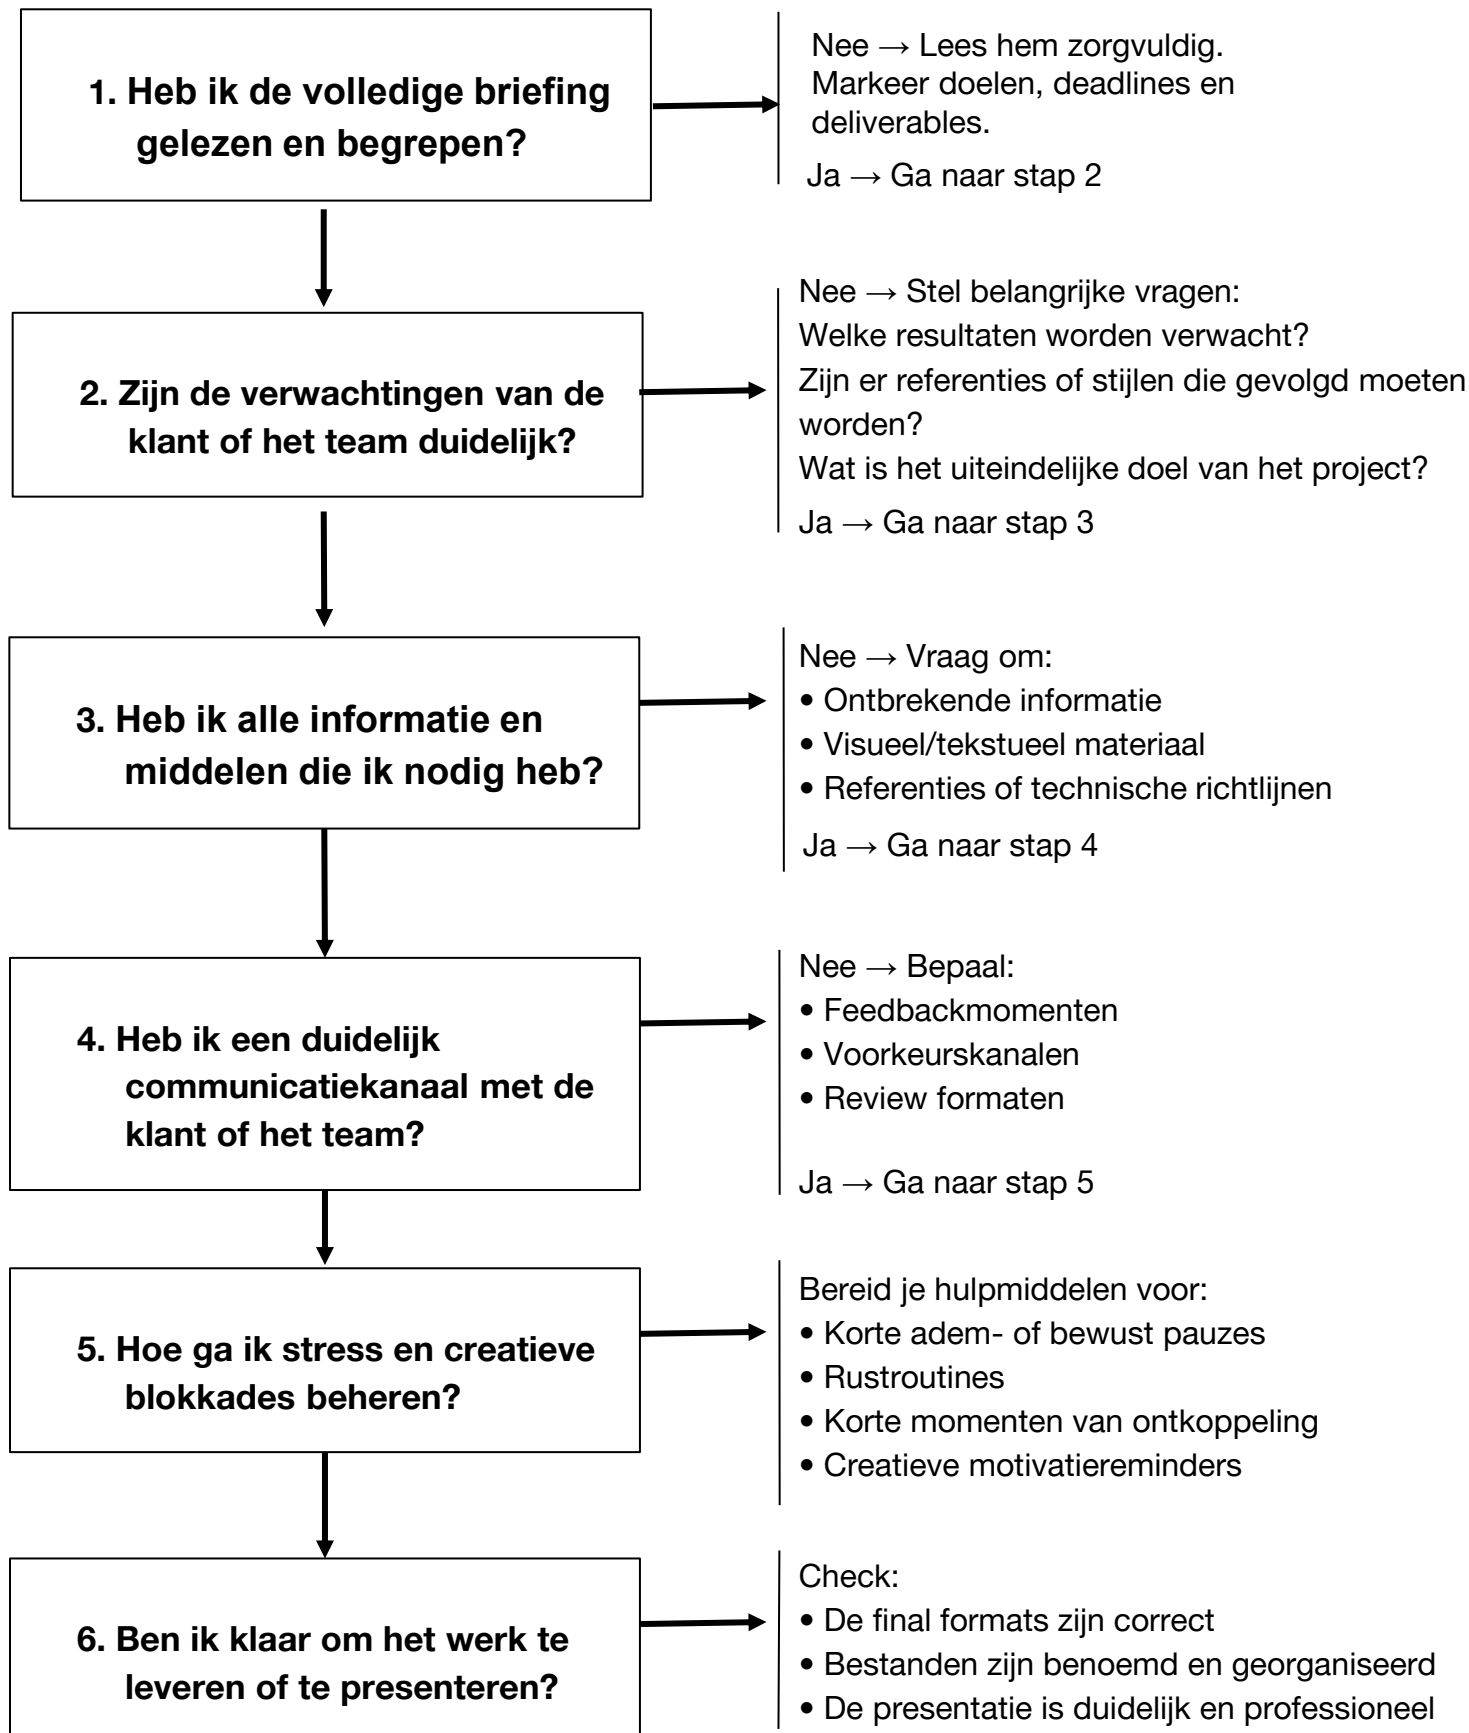 1. Heb ik de volledige briefing
gelezen en begrepen?
Nee → Lees hem zorgvuldig.
Markeer doelen, deadlines en
deliverables.
Ja → Ga naar stap 2
2. Zijn de verwachtingen van de
klant of het team duidelijk?
Nee → Stel belangrijke vragen:
Welke resultaten worden verwacht?
Zijn er referenties of stijlen die gevolgd moeten
worden?
Wat is het uiteindelijke doel van het project?
Ja → Ga naar stap 3
3. Heb ik alle informatie en
middelen die ik nodig heb?
Nee → Vraag om:
• Ontbrekende informatie
• Visueel/tekstueel materiaal
• Referenties of technische richtlijnen
Ja → Ga naar stap 4
4. Heb ik een duidelijk
communicatiekanaal met de
klant of het team?
Nee → Bepaal:
• Feedbackmomenten
• Voorkeurskanalen
• Review formaten
Ja → Ga naar stap 5
5. Hoe ga ik stress en creatieve
blokkades beheren?
Bereid je hulpmiddelen voor:
• Korte adem- of bewust pauzes
• Rustroutines
• Korte momenten van ontkoppeling
• Creatieve motivatiereminders
6. Ben ik klaar om het werk te
leveren of te presenteren?
Check:
• De final formats zijn correct
• Bestanden zijn benoemd en georganiseerd
• De presentatie is duidelijk en professioneel